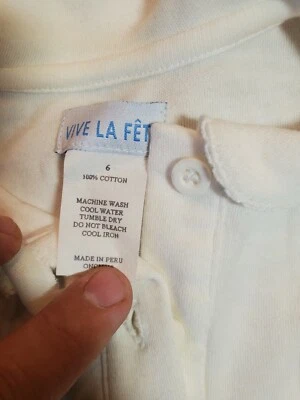 VIVE LA FÊT
6
100% COTTON
MACHINE WASH
COOL WATER
TUMBLE DRY
DO NOT BLEACH
COOL IRON
MADE IN PERU